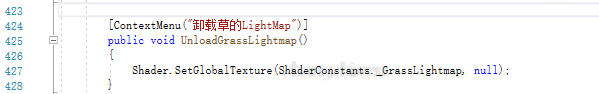 423
424 [ContextMenu("卸载草的LightMap")]
425 public void UnloadGrassLightmap()
426 {
427 Shader.SetGlobalTexture(ShaderConstants._GrassLightmap, null);
428 }